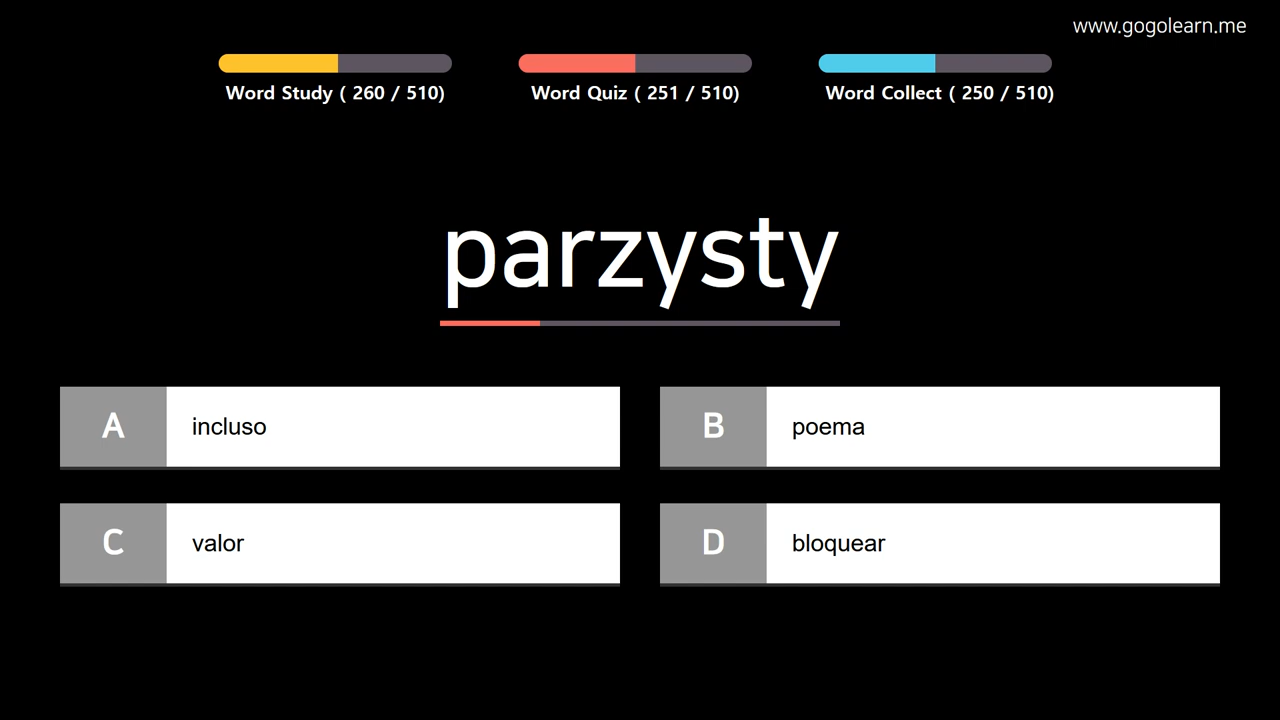 www.gogolearn.me
Word Study ( 260 / 510)
Word Quiz ( 251 / 510)
Word Collect ( 250 / 510)
parzysty
A incluso
B poema
C valor
D bloquear